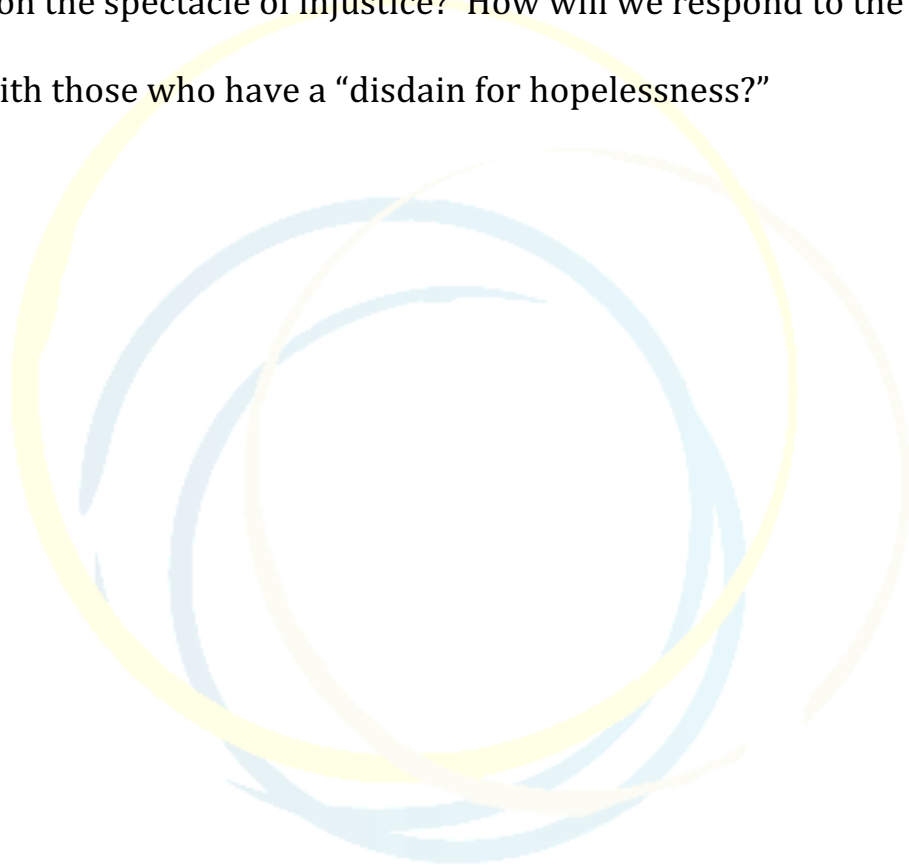 on the spectacle of injustice?  How will we respond to the
ith those who have a “disdain for hopelessness?”